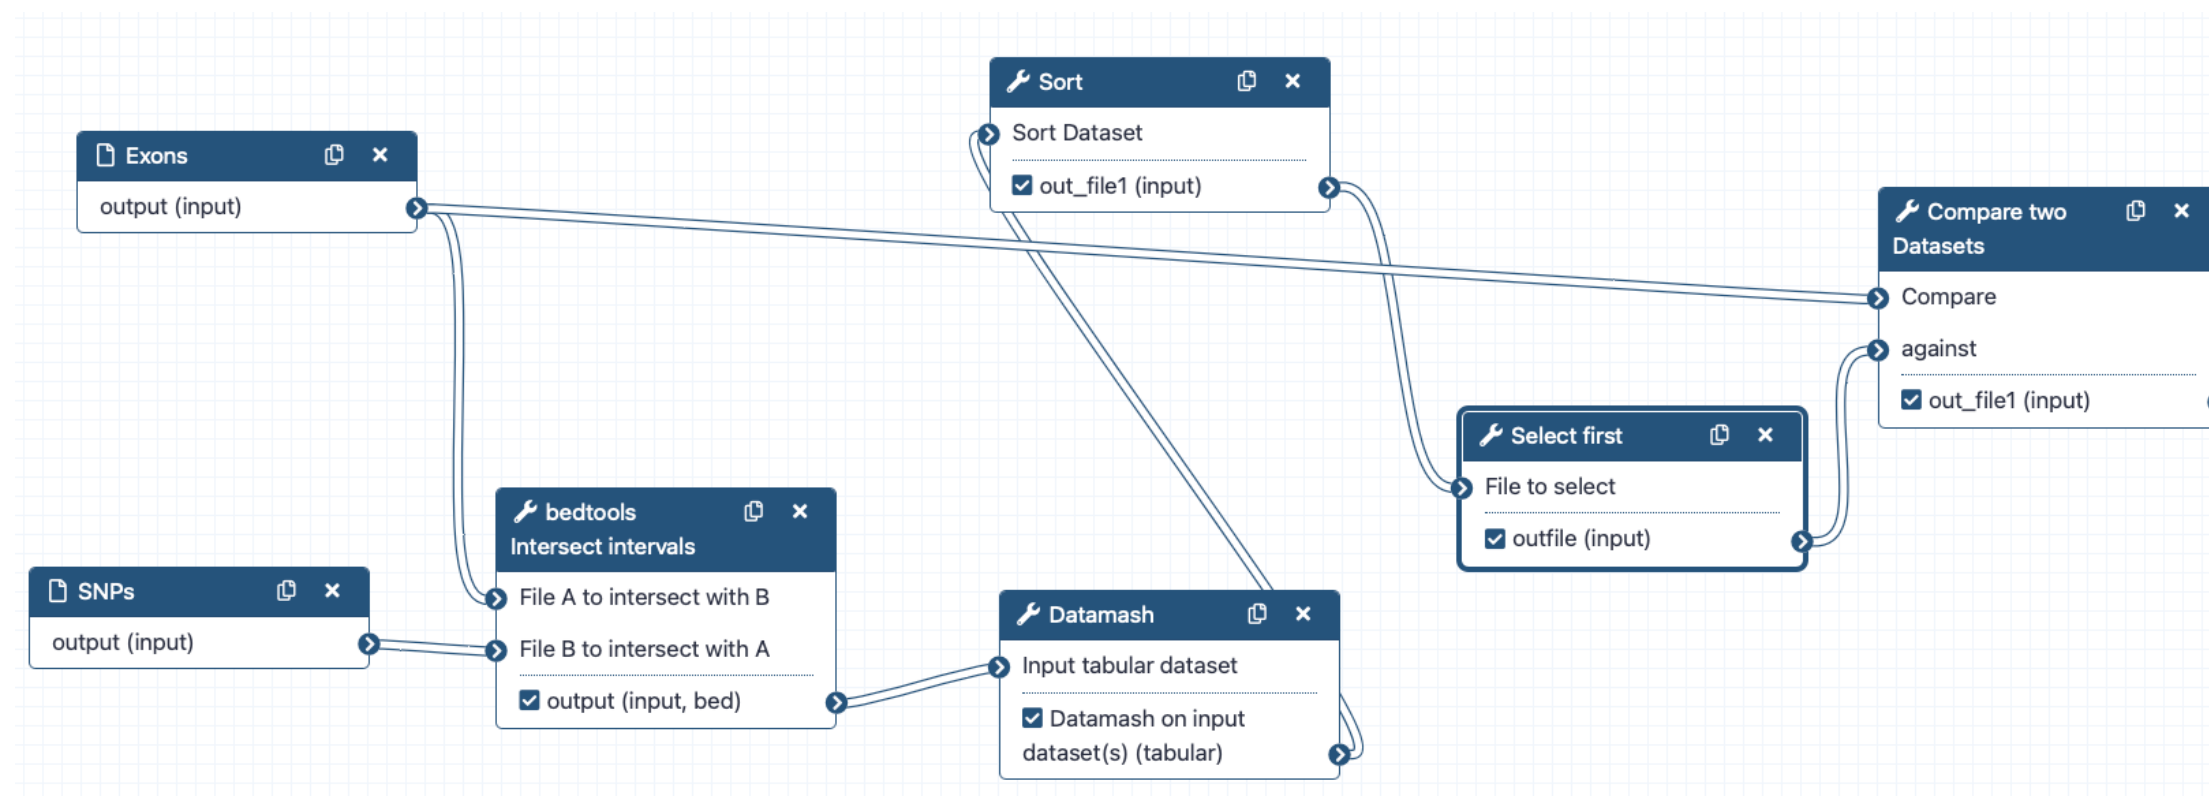 Exons
output (input)
SNPs
output (input)
bedtools
Intersect intervals
File A to intersect with B
File B to intersect with A
output (input, bed)
Sort
Sort Dataset
out_file1 (input)
Datamash
Input tabular dataset
Datamash on input
dataset(s) (tabular)
Select first
File to select
outfile (input)
Compare two
Datasets
Compare
against
out_file1 (input)